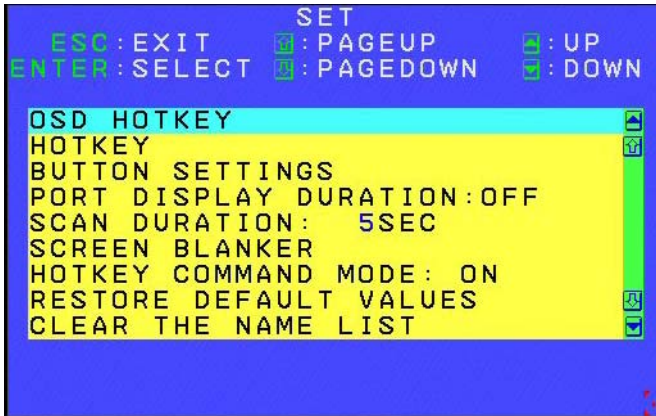 SET
ESC:EXIT ⇧:PAGEUP ▲:UP
ENTER:SELECT ⇩:PAGEDOWN ▼:DOWN
OSD HOTKEY
HOTKEY
BUTTON SETTINGS
PORT DISPLAY DURATION:OFF
SCAN DURATION: 5SEC
SCREEN BLANKER
HOTKEY COMMAND MODE: ON
RESTORE DEFAULT VALUES
CLEAR THE NAME LIST